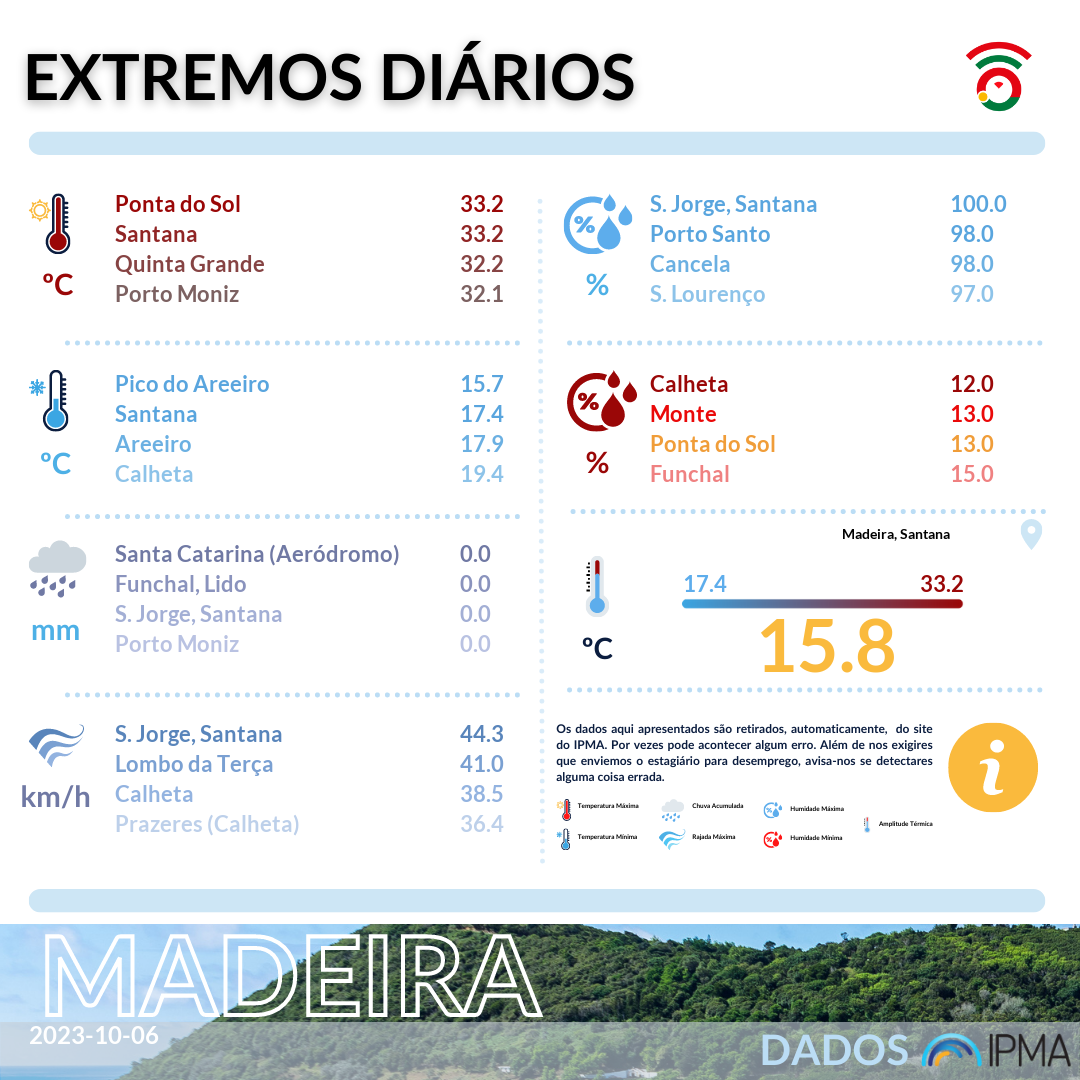 EXTREMOS DIÁRIOS
Ponta do Sol 33.2
Santana 33.2
Quinta Grande 32.2
Porto Moniz 32.1
ºC
Pico do Areeiro 15.7
Santana 17.4
Areeiro 17.9
Calheta 19.4
ºC
Santa Catarina (Aeródromo) 0.0
Funchal, Lido 0.0
S. Jorge, Santana 0.0
Porto Moniz 0.0
mm
S. Jorge, Santana 44.3
Lombo da Terça 41.0
Calheta 38.5
Prazeres (Calheta) 36.4
km/h
%
S. Jorge, Santana 100.0
Porto Santo 98.0
Cancela 98.0
S. Lourenço 97.0
%
%
Calheta 12.0
Monte 13.0
Ponta do Sol 13.0
Funchal 15.0
%
Madeira, Santana
17.4 33.2
15.8
ºC
Os dados aqui apresentados são retirados, automaticamente, do site
do IPMA. Por vezes pode acontecer algum erro. Além de nos exigires
que enviemos o estagiário para desemprego, avisa-nos se detectares
alguma coisa errada.
i
Temperatura Máxima Chuva Acumulada Humidade Máxima
Amplitude Térmica
Temperatura Mínima Rajada Máxima Humidade Mínima
MADEIRA
2023-10-06
DADOS IPMA